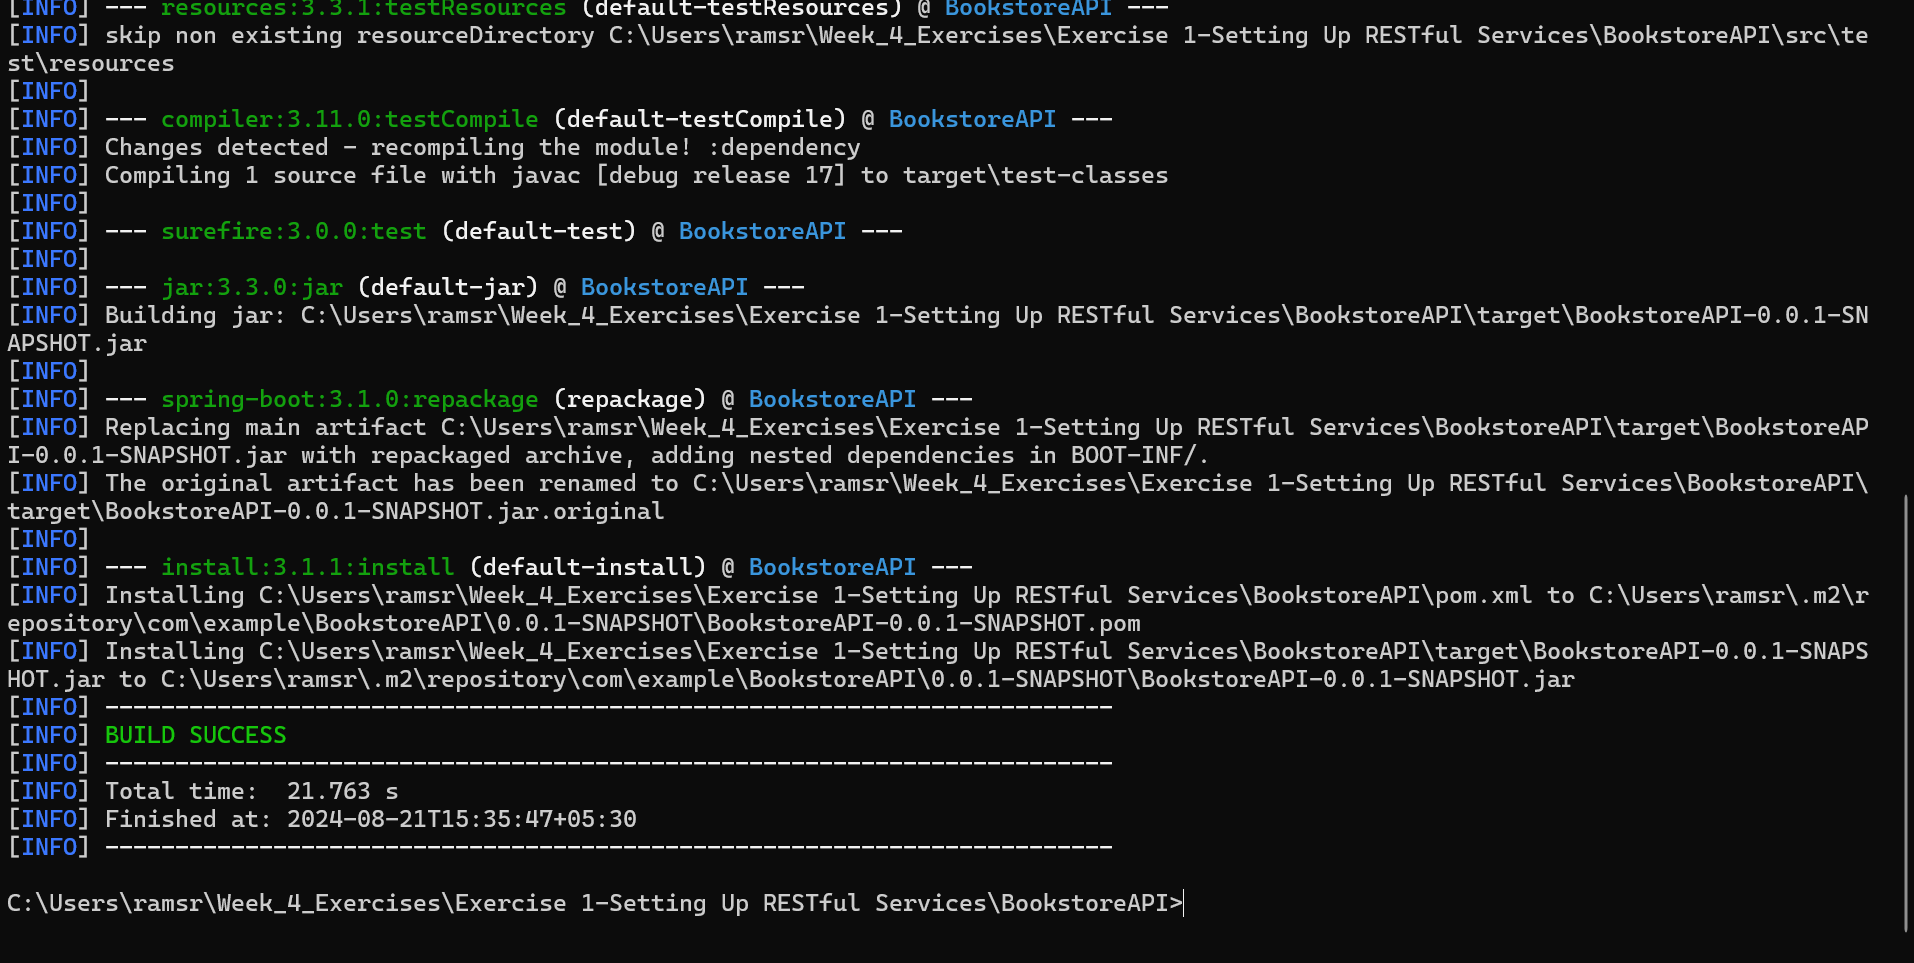 [INFO] --- resources:3.3.1:testResources (default-testResources) @ BookstoreAPI ---
[INFO] skip non existing resourceDirectory C:\Users\ramsr\Week_4_Exercises\Exercise 1-Setting Up RESTful Services\BookstoreAPI\src\te
st\resources
[INFO]
[INFO] --- compiler:3.11.0:testCompile (default-testCompile) @ BookstoreAPI ---
[INFO] Changes detected - recompiling the module! :dependency
[INFO] Compiling 1 source file with javac [debug release 17] to target\test-classes
[INFO]
[INFO] --- surefire:3.0.0:test (default-test) @ BookstoreAPI ---
[INFO]
[INFO] --- jar:3.3.0:jar (default-jar) @ BookstoreAPI ---
[INFO] Building jar: C:\Users\ramsr\Week_4_Exercises\Exercise 1-Setting Up RESTful Services\BookstoreAPI\target\BookstoreAPI-0.0.1-SN
APSHOT.jar
[INFO]
[INFO] --- spring-boot:3.1.0:repackage (repackage) @ BookstoreAPI ---
[INFO] Replacing main artifact C:\Users\ramsr\Week_4_Exercises\Exercise 1-Setting Up RESTful Services\BookstoreAPI\target\BookstoreAP
I-0.0.1-SNAPSHOT.jar with repackaged archive, adding nested dependencies in BOOT-INF/.
[INFO] The original artifact has been renamed to C:\Users\ramsr\Week_4_Exercises\Exercise 1-Setting Up RESTful Services\BookstoreAPI\
target\BookstoreAPI-0.0.1-SNAPSHOT.jar.original
[INFO]
[INFO] --- install:3.1.1:install (default-install) @ BookstoreAPI ---
[INFO] Installing C:\Users\ramsr\Week_4_Exercises\Exercise 1-Setting Up RESTful Services\BookstoreAPI\pom.xml to C:\Users\ramsr\.m2\r
epository\com\example\BookstoreAPI\0.0.1-SNAPSHOT\BookstoreAPI-0.0.1-SNAPSHOT.pom
[INFO] Installing C:\Users\ramsr\Week_4_Exercises\Exercise 1-Setting Up RESTful Services\BookstoreAPI\target\BookstoreAPI-0.0.1-SNAPS
HOT.jar to C:\Users\ramsr\.m2\repository\com\example\BookstoreAPI\0.0.1-SNAPSHOT\BookstoreAPI-0.0.1-SNAPSHOT.jar
[INFO] ------------------------------------------------------------------------
[INFO] BUILD SUCCESS
[INFO] ------------------------------------------------------------------------
[INFO] Total time:  21.763 s
[INFO] Finished at: 2024-08-21T15:35:47+05:30
[INFO] ------------------------------------------------------------------------
C:\Users\ramsr\Week_4_Exercises\Exercise 1-Setting Up RESTful Services\BookstoreAPI>